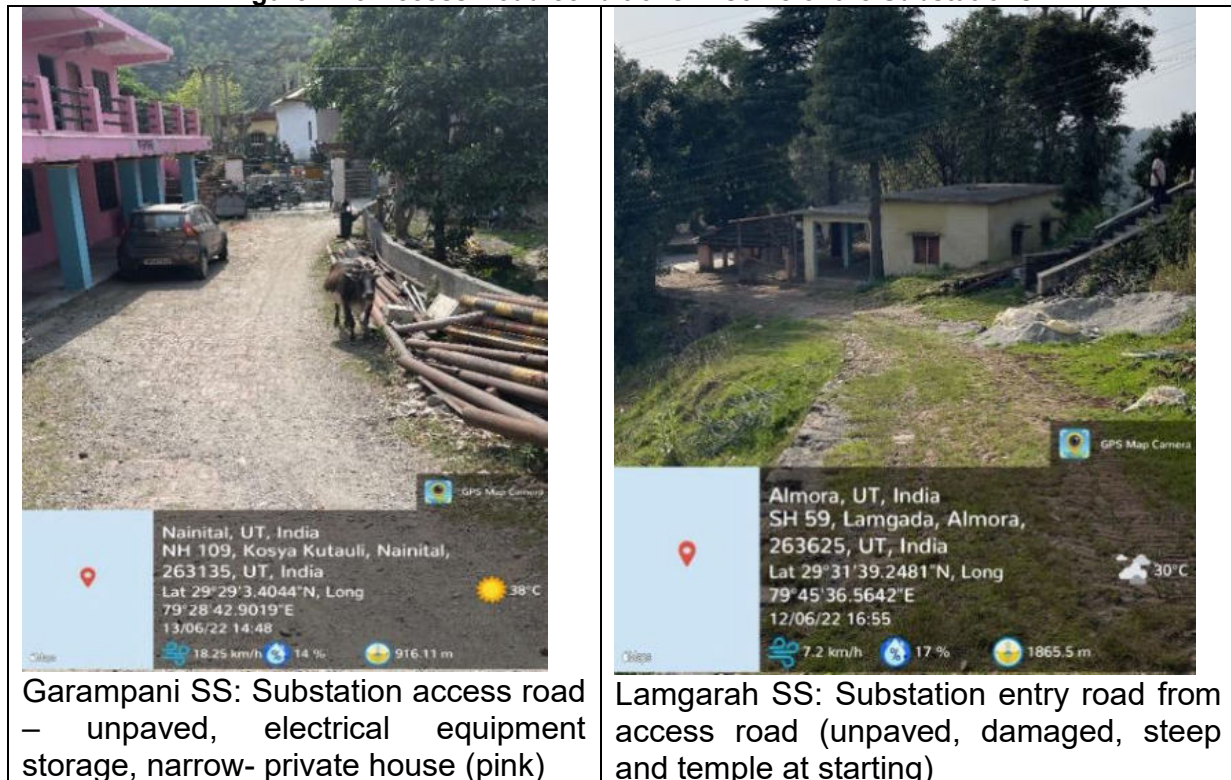 GPS Map Camera
Nainital, UT, India
NH 109, Kosya Kutauli, Nainital,
263135, UT, India
Lat 29°29'3.4044"N, Long
79°28'42.9019"E
13/06/22 14:48
38°C
18.25 km/h 14 % 916.11 m
Garampani SS: Substation access road
– unpaved, electrical equipment
storage, narrow- private house (pink)
GPS Map Camera
Almora, UT, India
SH 59, Lamgada, Almora,
263625, UT, India
Lat 29°31'39.2481"N, Long
79°45'36.5642"E
12/06/22 16:55
30°C
7.2 km/h 17 % 1865.5 m
Lamgarah SS: Substation entry road from
access road (unpaved, damaged, steep
and temple at starting)